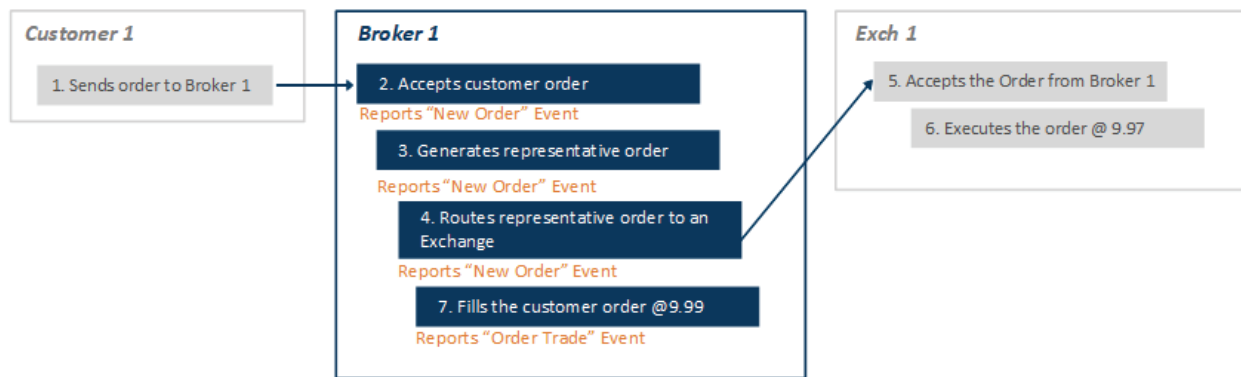 Customer 1
1. Sends order to Broker 1
Broker 1
2. Accepts customer order
Reports “New Order” Event
3. Generates representative order
Reports “New Order” Event
4. Routes representative order to an
Exchange
Reports “New Order” Event
7. Fills the customer order @9.99
Reports “Order Trade” Event
Exch 1
5. Accepts the Order from Broker 1
6. Executes the order @ 9.97